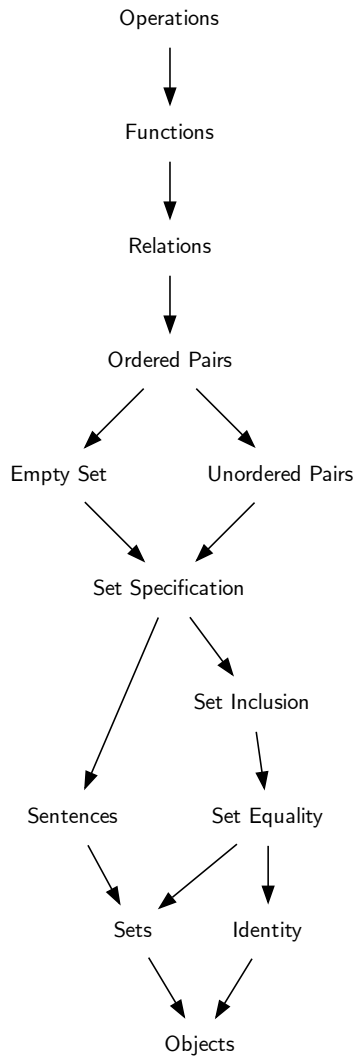 Operations
Functions
Relations
Ordered Pairs
Empty Set
Unordered Pairs
Set Specification
Set Inclusion
Sentences
Set Equality
Sets
Identity
Objects